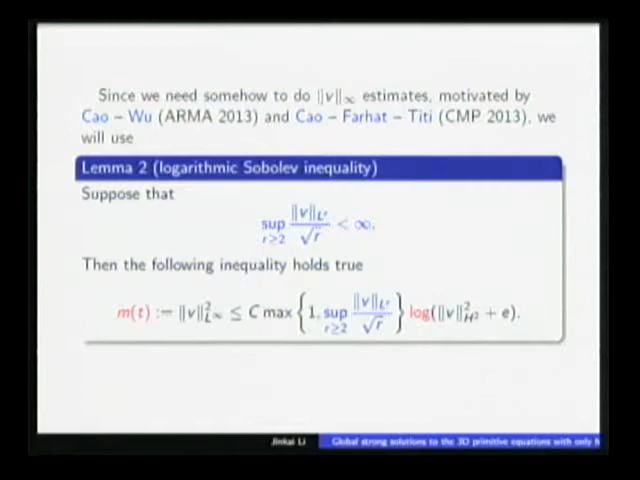 Since we need somehow to do ‖v‖∞ estimates, motivated by
Cao – Wu (ARMA 2013) and Cao – Farhat – Titi (CMP 2013), we
will use
Lemma 2 (logarithmic Sobolev inequality)
Suppose that
sup_{r≥2} ‖v‖_{L^r} / √r < ∞.
Then the following inequality holds true
m(t) := ‖v‖²_{L^∞} ≤ C max { 1, sup_{r≥2} ‖v‖_{L^r} / √r } log(‖v‖²_{H²} + e).
Jinkai Li Global strong solutions to the 3D primitive equations with only h